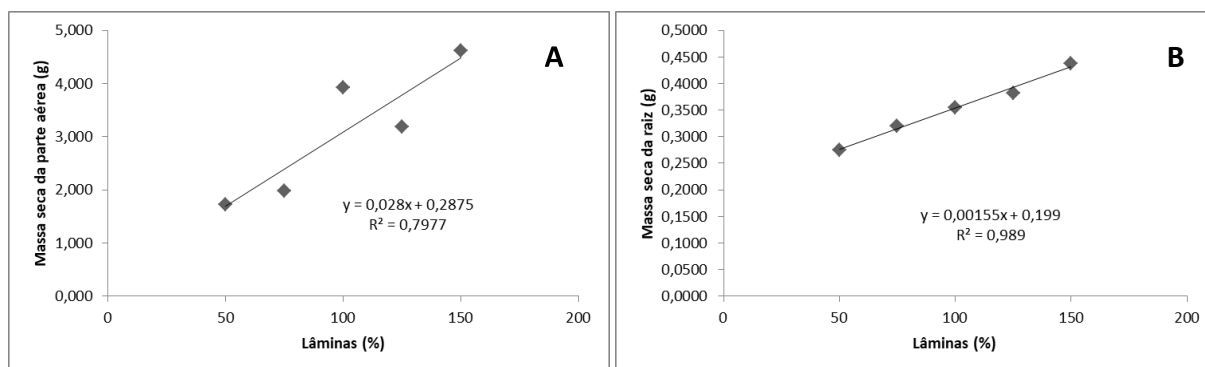 A
Massa seca da parte aérea (g)
5,000
4,000
3,000
2,000
1,000
0,000
y = 0,028x + 0,2875
R² = 0,7977
0 50 100 150 200
Lâminas (%)
B
Massa seca da raiz (g)
0,5000
0,4500
0,4000
0,3500
0,3000
0,2500
0,2000
0,1500
0,1000
0,0500
0,0000
y = 0,00155x + 0,199
R² = 0,989
0 50 100 150 200
Lâminas (%)